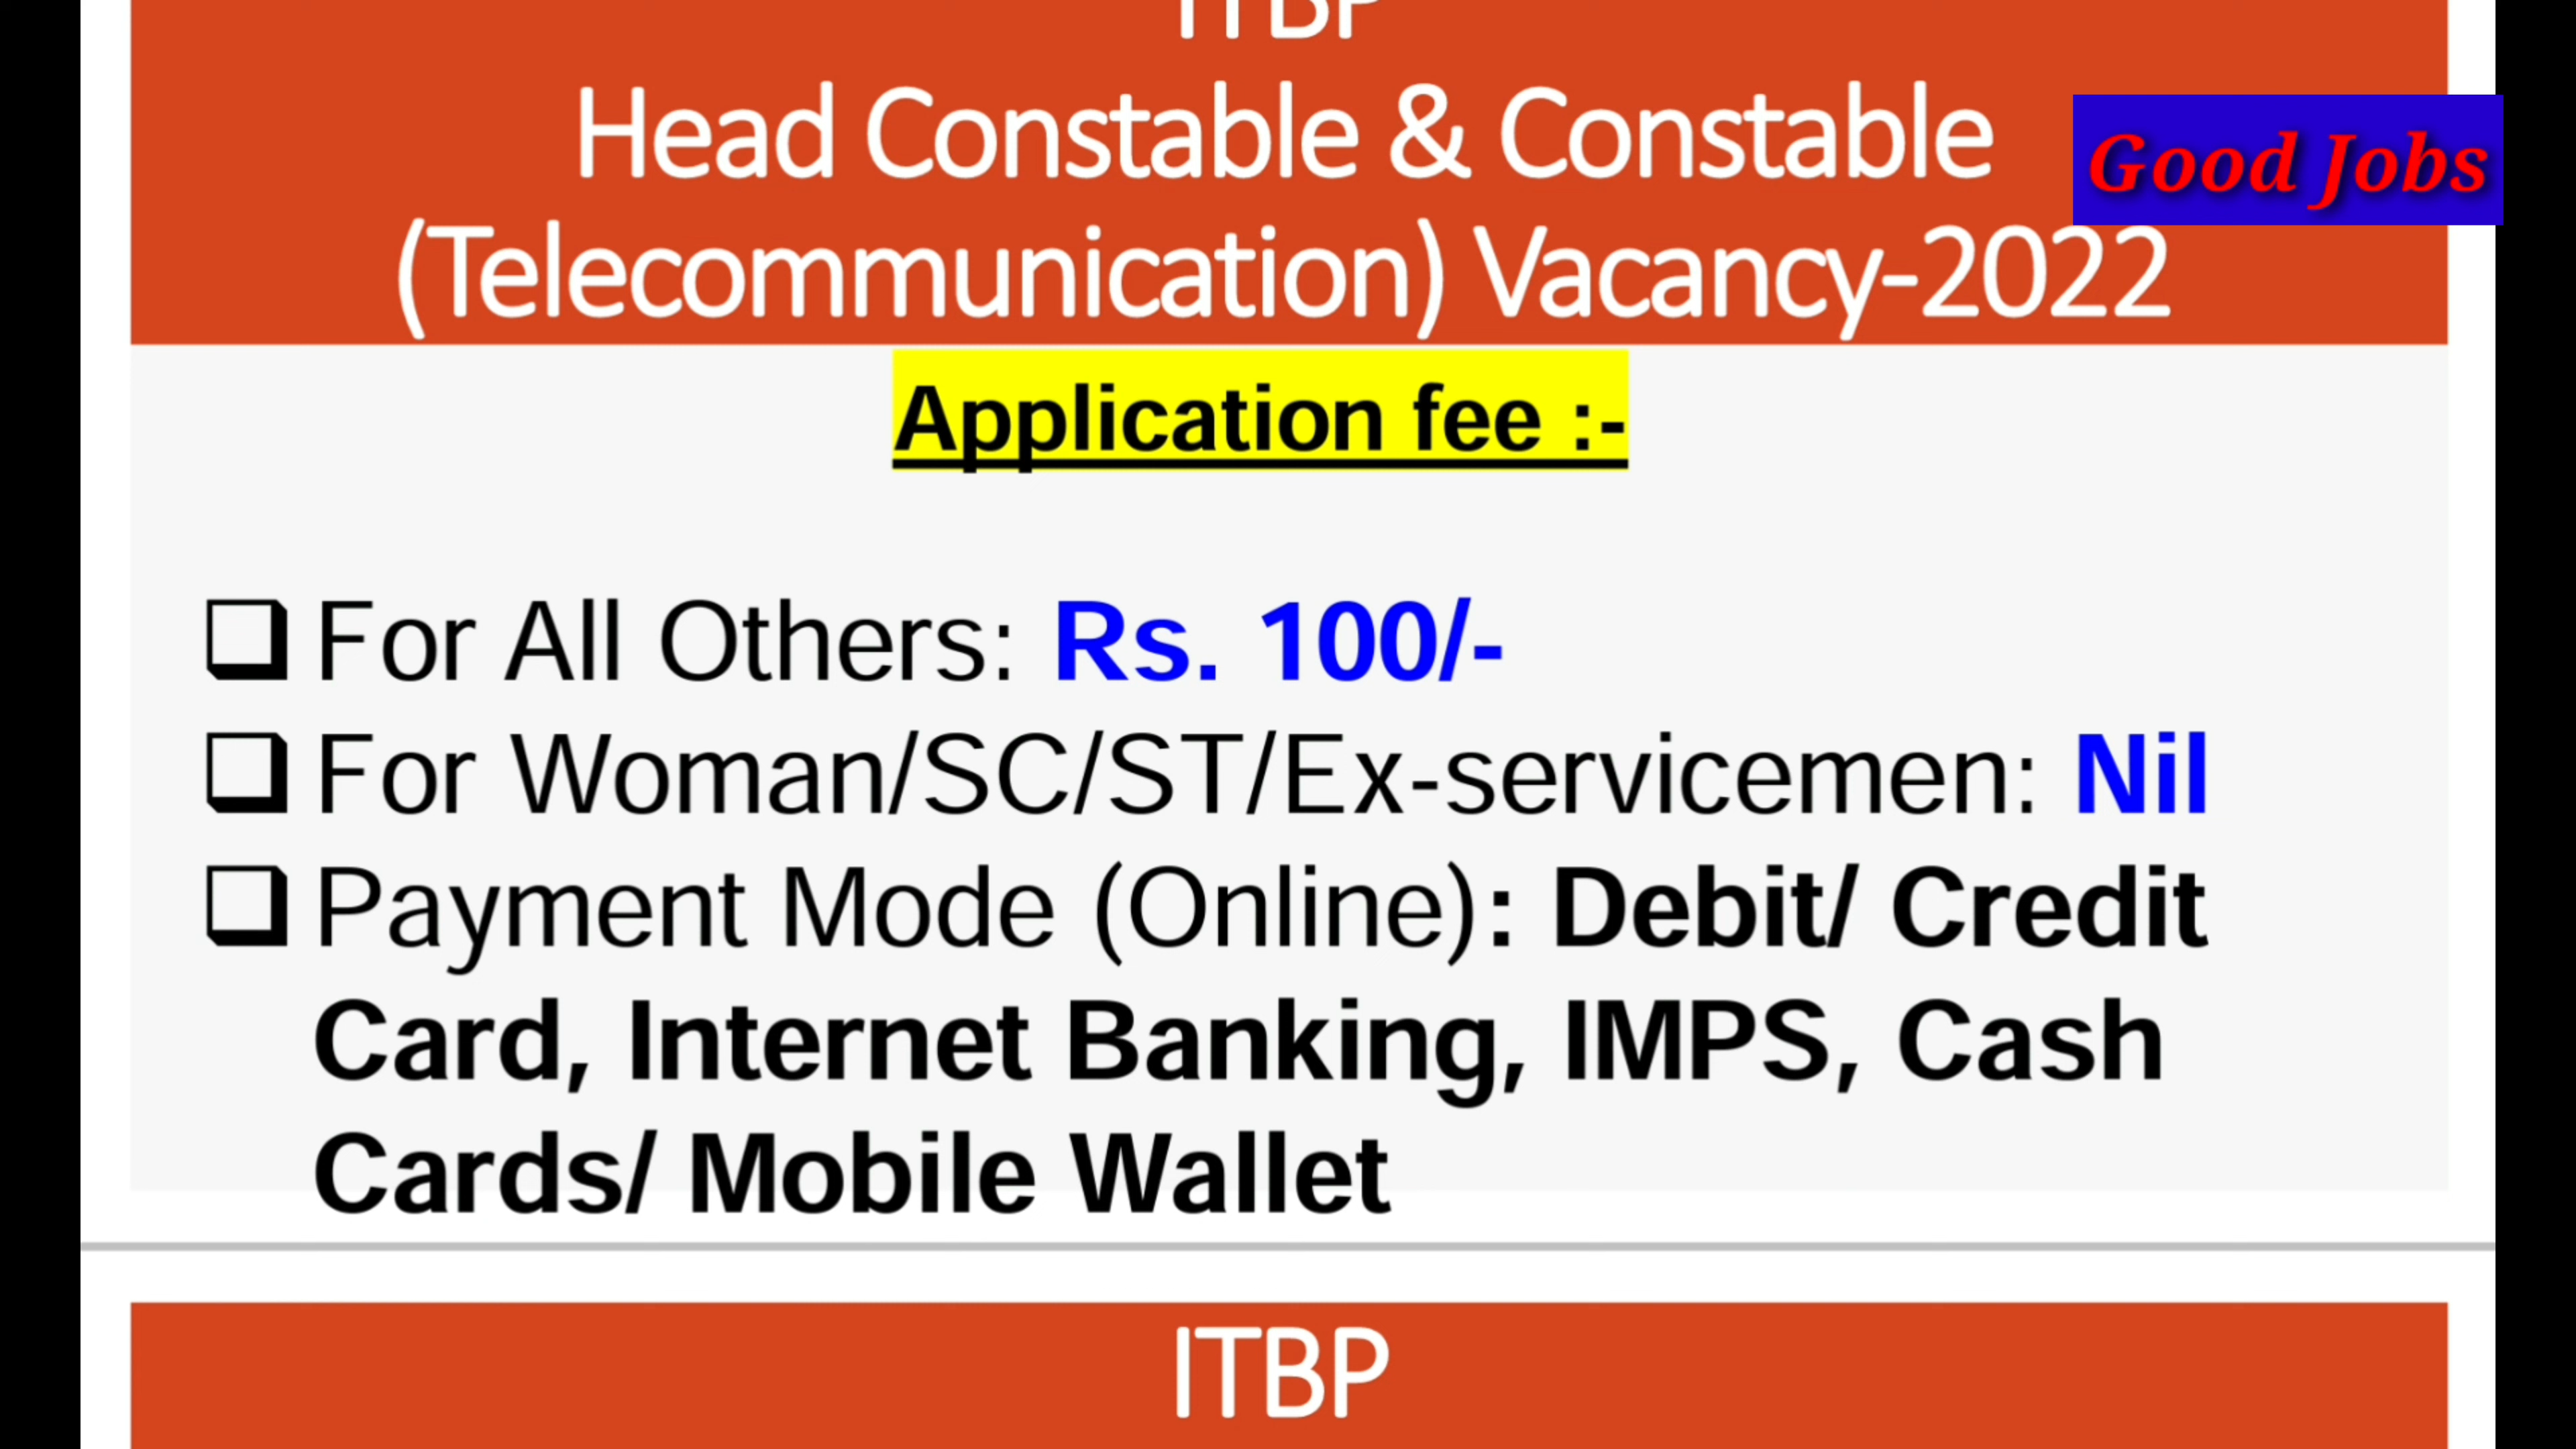 ITBP
Head Constable & Constable
Good Jobs
(Telecommunication) Vacancy-2022
Application fee :-
For All Others: Rs. 100/-
For Woman/SC/ST/Ex-servicemen: Nil
Payment Mode (Online): Debit/ Credit
Card, Internet Banking, IMPS, Cash
Cards/ Mobile Wallet
ITBP